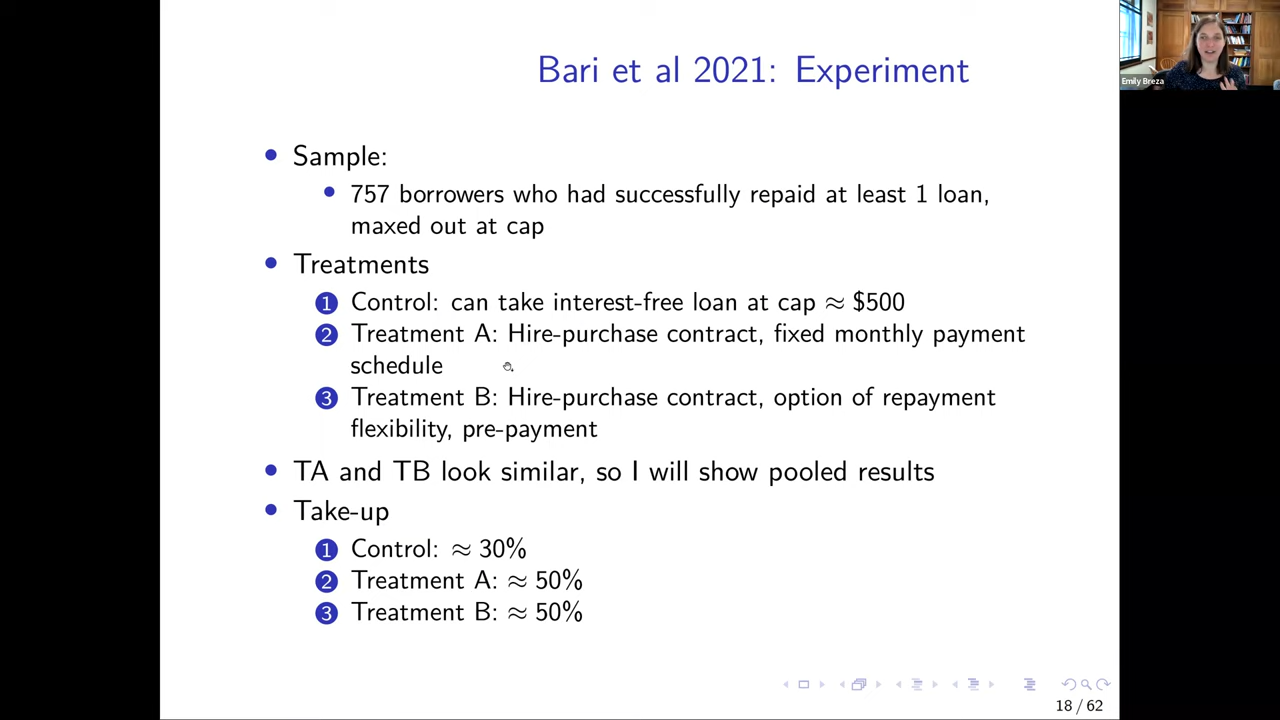 Bari et al 2021: Experiment
Emily Breza
• Sample:
• 757 borrowers who had successfully repaid at least 1 loan,
maxed out at cap
• Treatments
1 Control: can take interest-free loan at cap ≈ $500
2 Treatment A: Hire-purchase contract, fixed monthly payment
schedule
3 Treatment B: Hire-purchase contract, option of repayment
flexibility, pre-payment
• TA and TB look similar, so I will show pooled results
• Take-up
1 Control: ≈ 30%
2 Treatment A: ≈ 50%
3 Treatment B: ≈ 50%
18 / 62